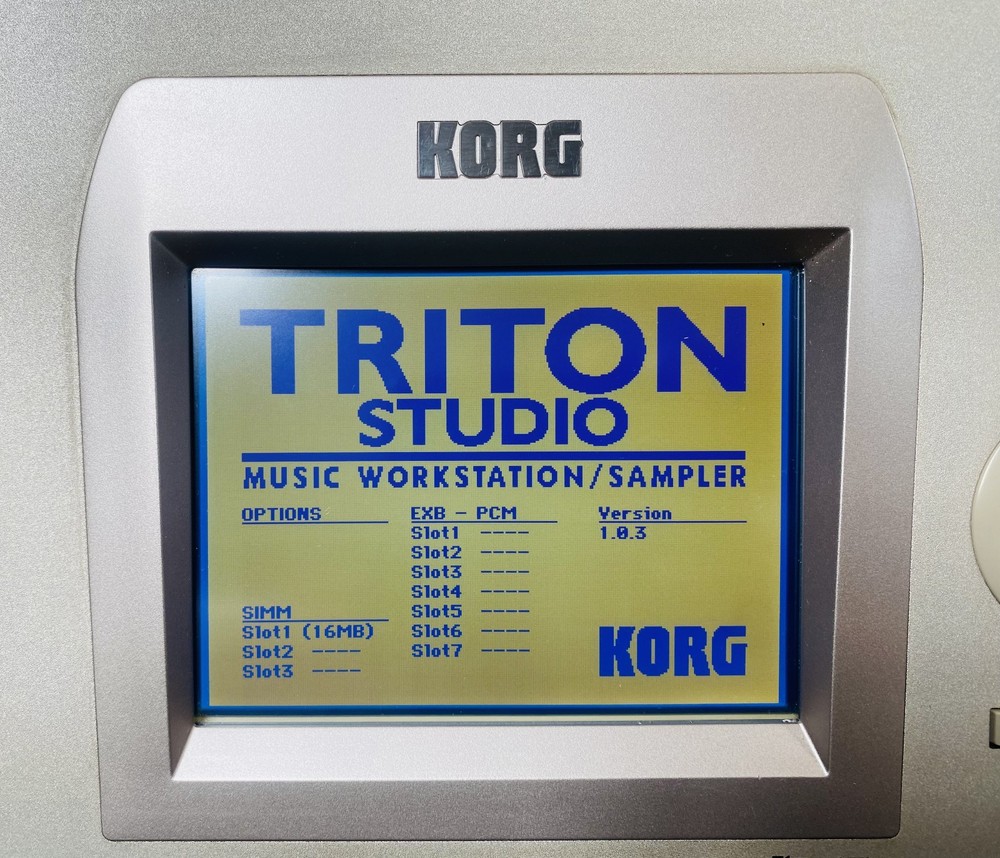 KORG
TRITON
STUDIO
MUSIC WORKSTATION/SAMPLER
OPTIONS
EXB - PCM
Slot1 ----
Slot2 ----
Slot3 ----
Slot4 ----
Slot5 ----
Slot6 ----
Slot7 ----
Version
1.0.3
SIMM
Slot1 (16MB)
Slot2 ----
Slot3 ----
KORG